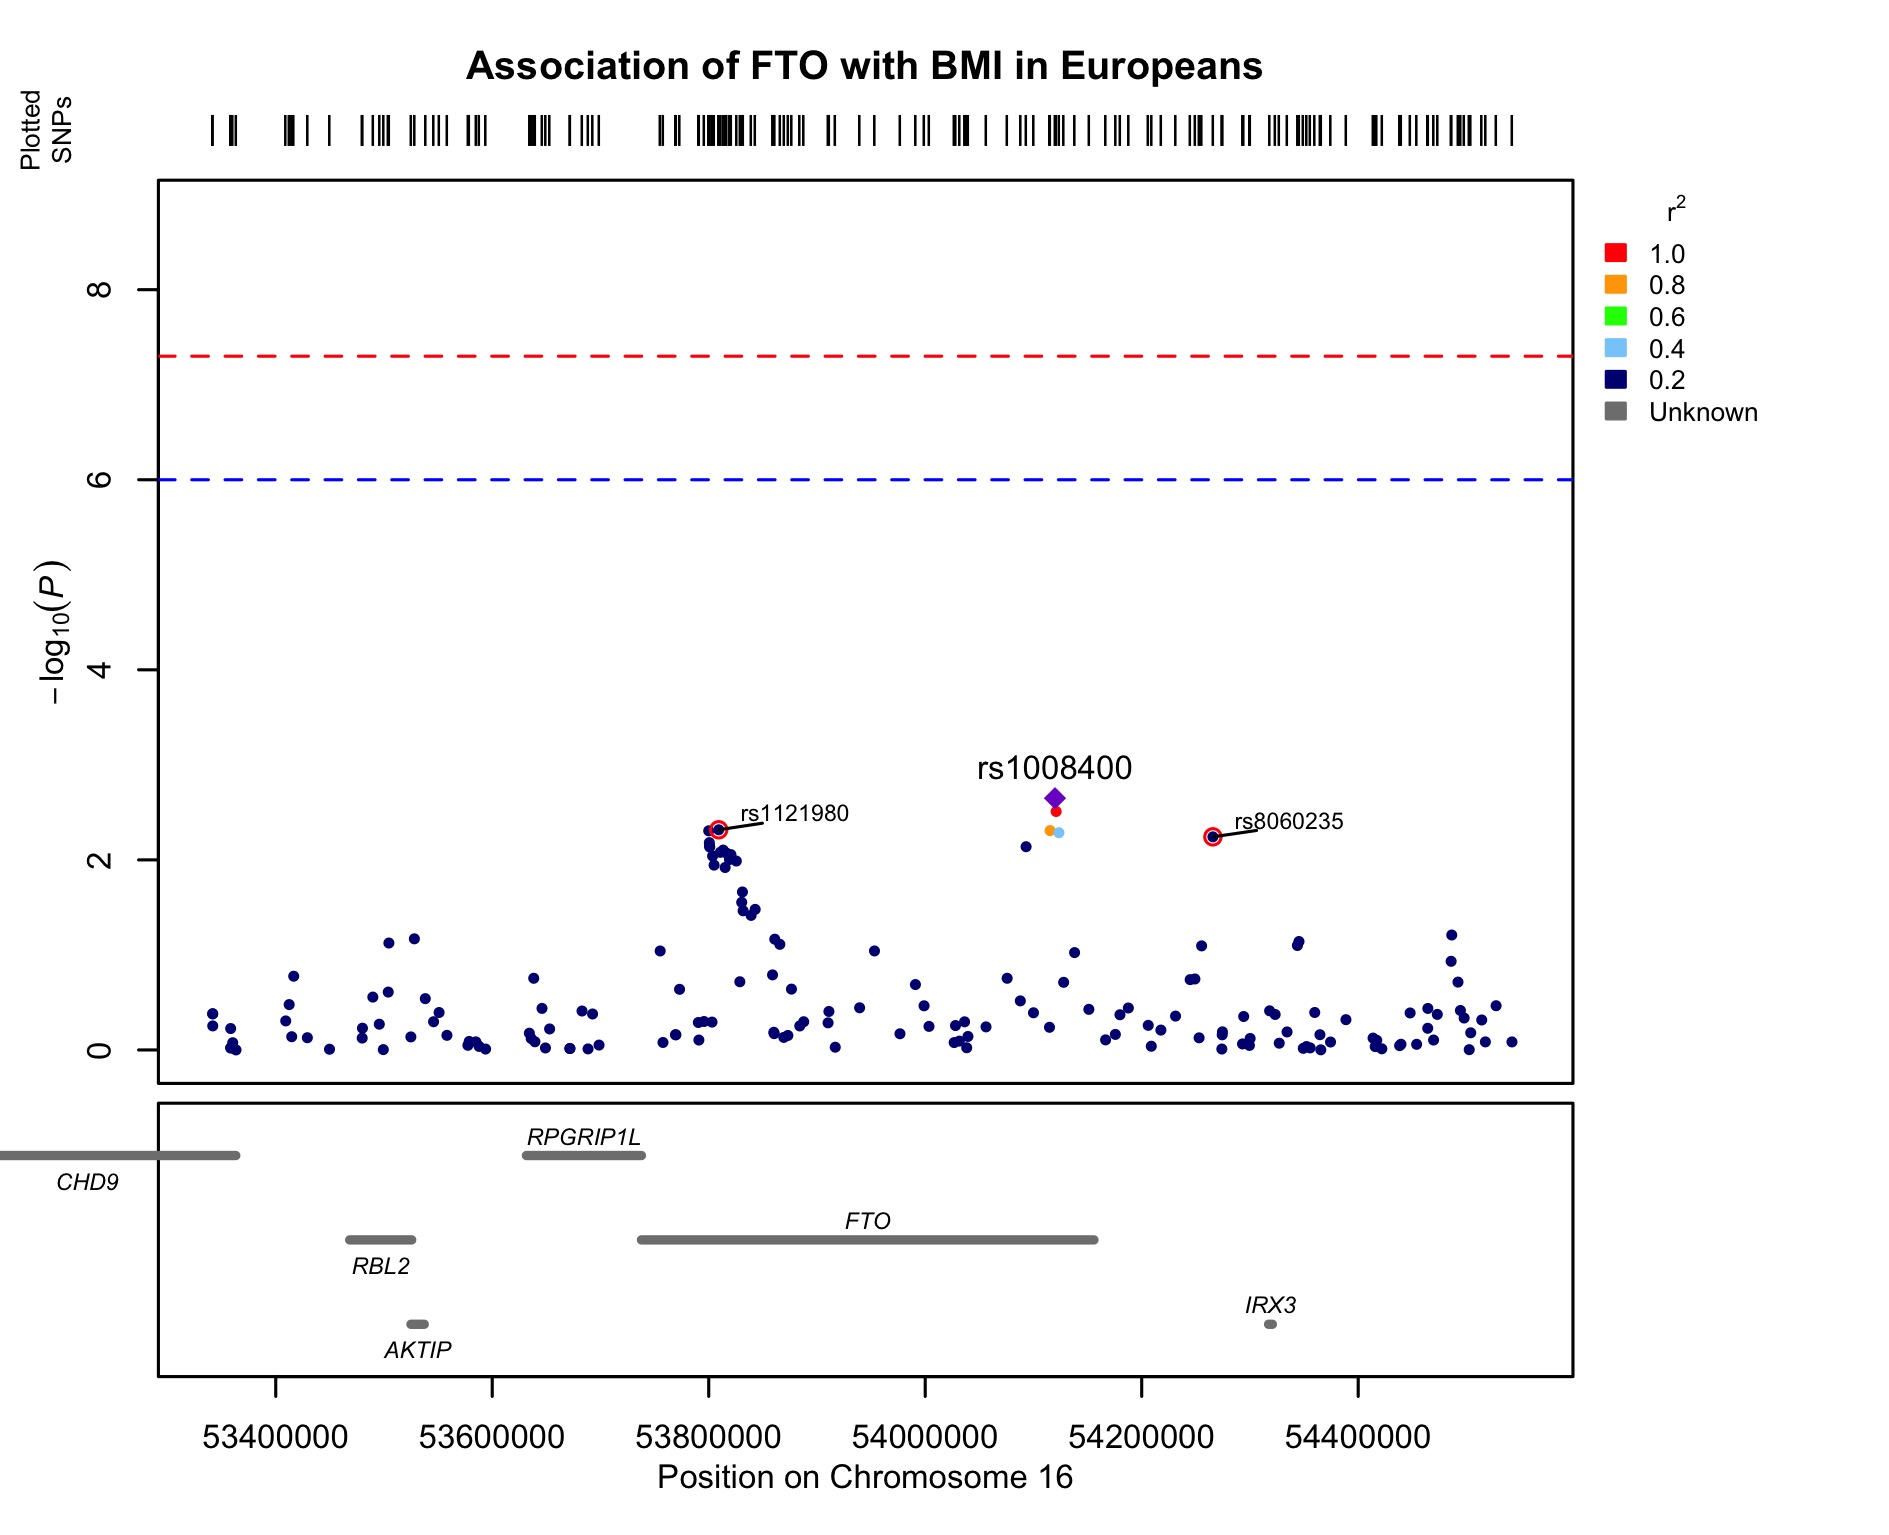 Association of FTO with BMI in Europeans
Plotted
SNPs
r2
1.0
0.8
0.6
0.4
0.2
Unknown
−log10(P)
8
6
4
2
0
rs1008400
rs1121980
rs8060235
RPGRIP1L
CHD9
FTO
RBL2
IRX3
AKTIP
53400000 53600000 53800000 54000000 54200000 54400000
Position on Chromosome 16